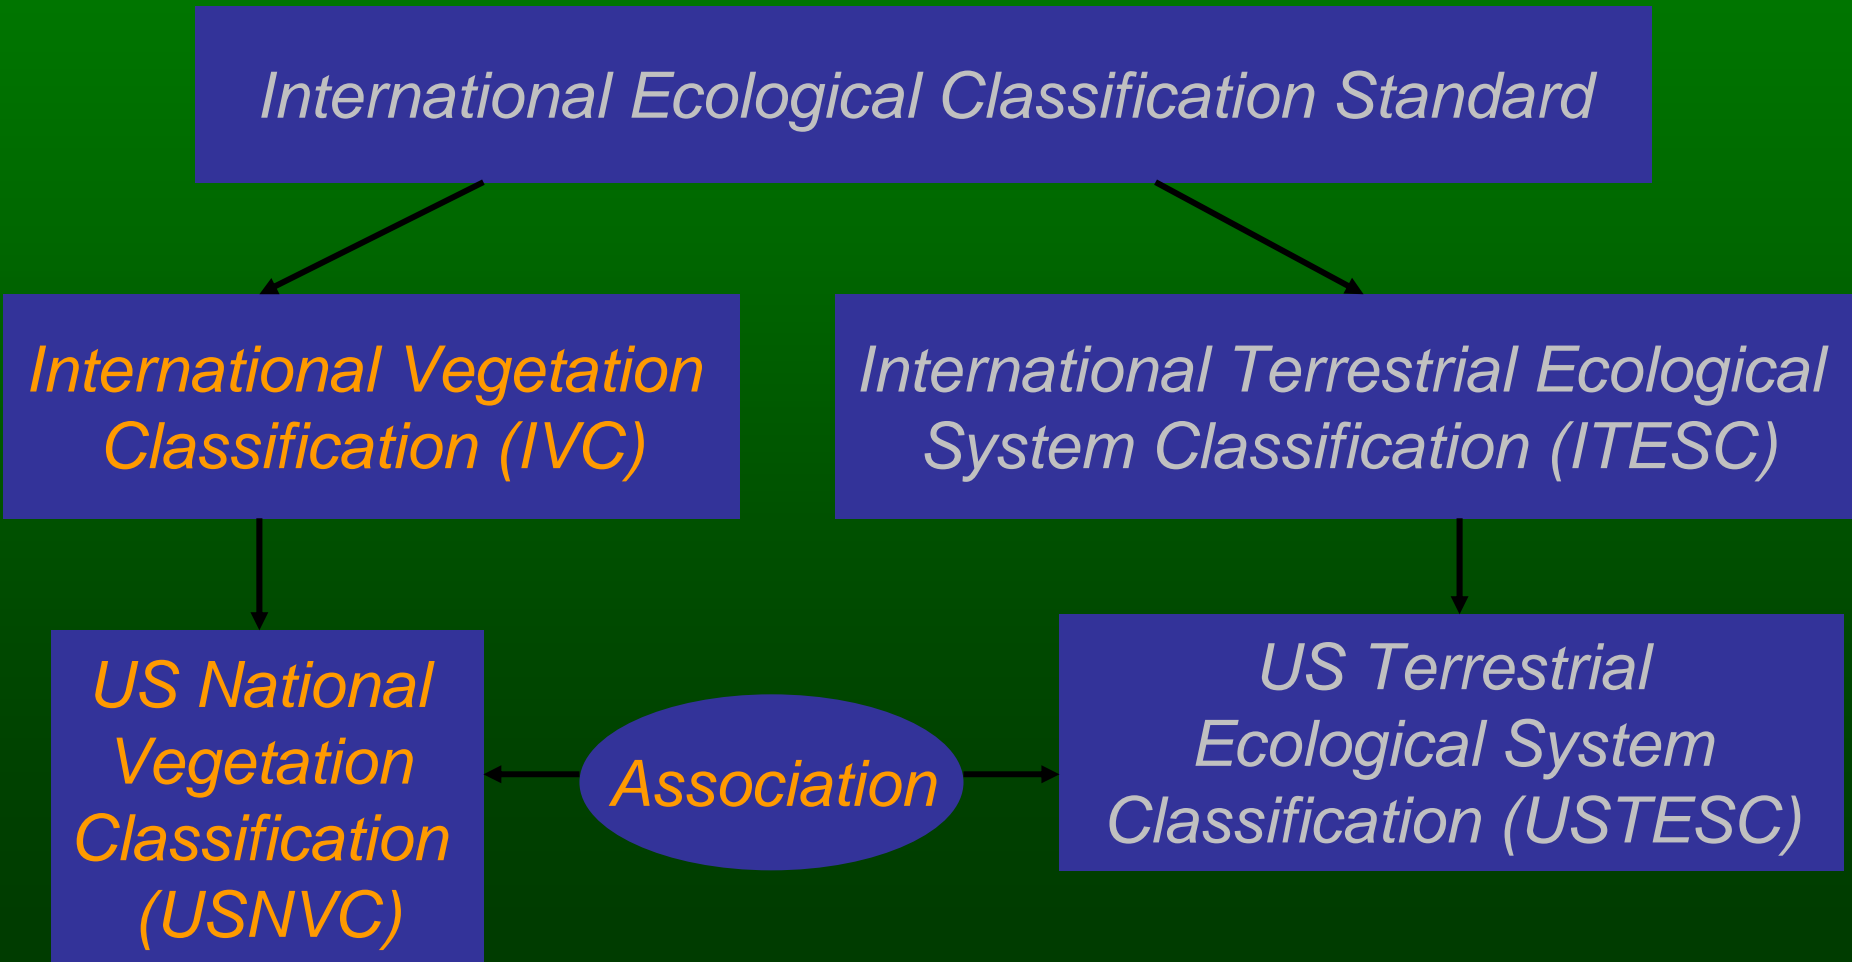 International Ecological Classification Standard
International Vegetation
Classification (IVC)
International Terrestrial Ecological
System Classification (ITESC)
US National
Vegetation
Classification
(USNVC)
Association
US Terrestrial
Ecological System
Classification (USTESC)